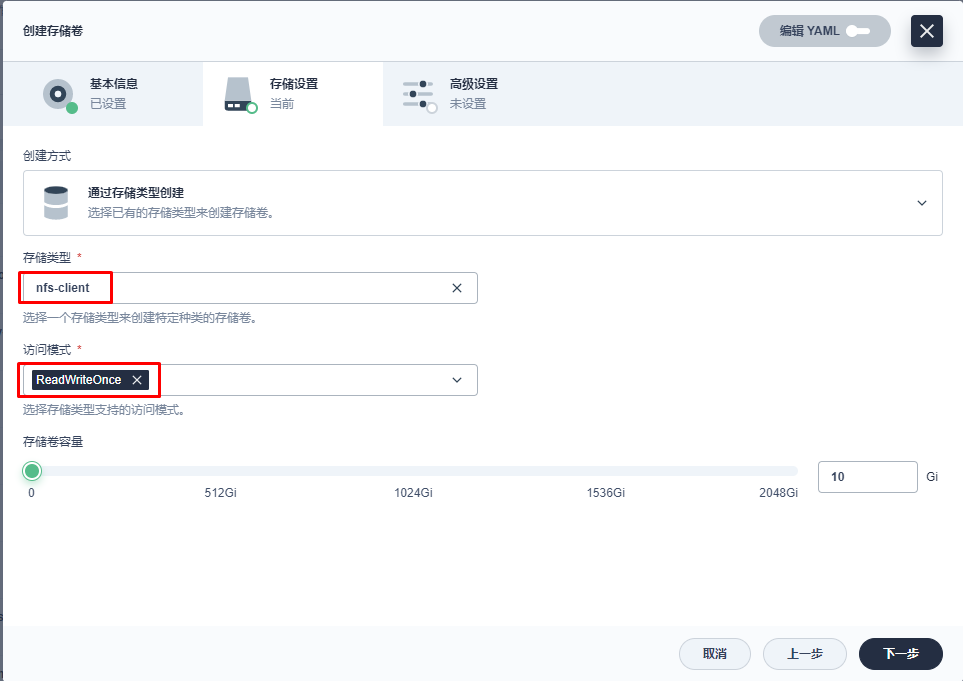 创建存储卷
编辑 YAML
基本信息
已设置
存储设置
当前
高级设置
未设置
创建方式
通过存储类型创建
选择已有的存储类型来创建存储卷。
存储类型 *
nfs-client
选择一个存储类型来创建特定种类的存储卷。
访问模式 *
ReadWriteOnce
选择存储类型支持的访问模式。
存储卷容量
0 512Gi 1024Gi 1536Gi 2048Gi
10 Gi
取消 上一步 下一步